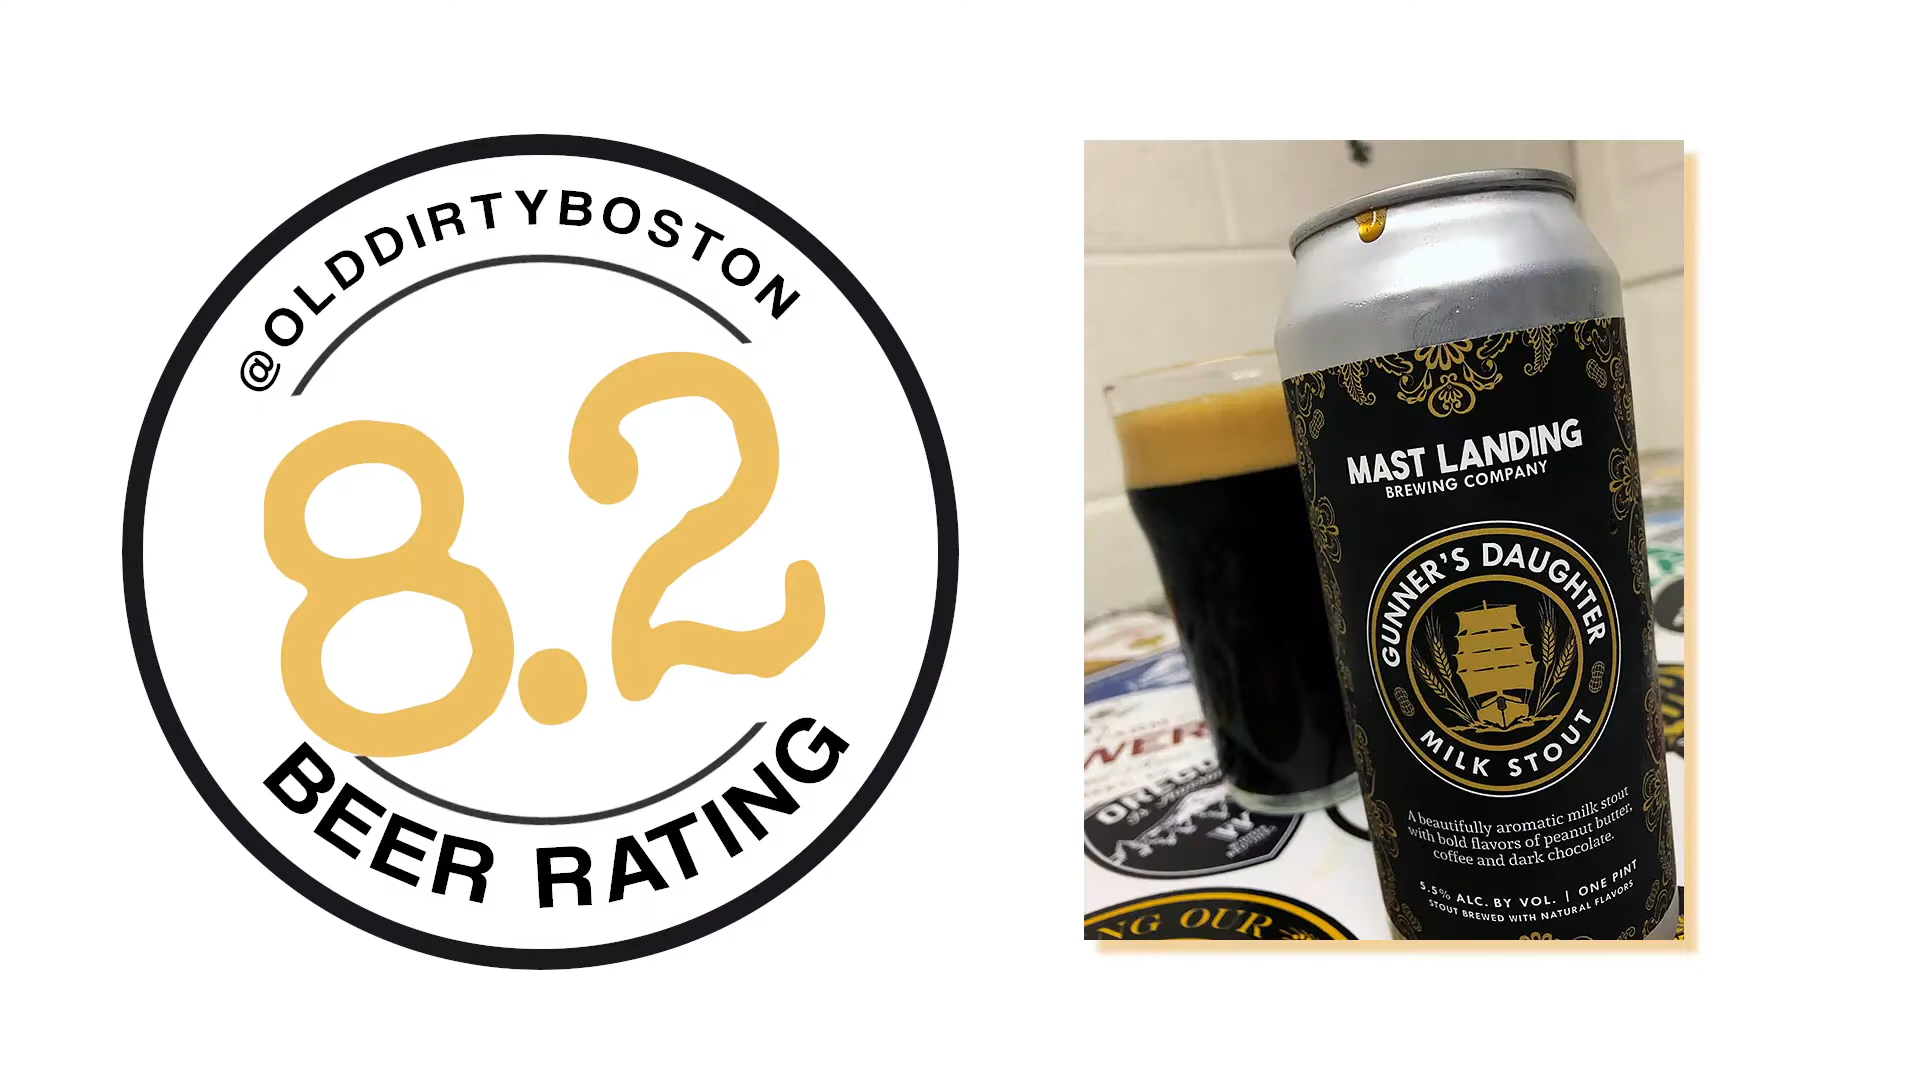 @OLDDIRTYBOSTON
8.2
BEER RATING
MAST LANDING
BREWING COMPANY
GUNNER'S DAUGHTER
MILK STOUT
A beautifully aromatic milk stout
with bold flavors of peanut butter,
coffee and dark chocolate.
5.5% ALC. BY VOL. | ONE PINT
STOUT BREWED WITH NATURAL FLAVORS
NG OUR